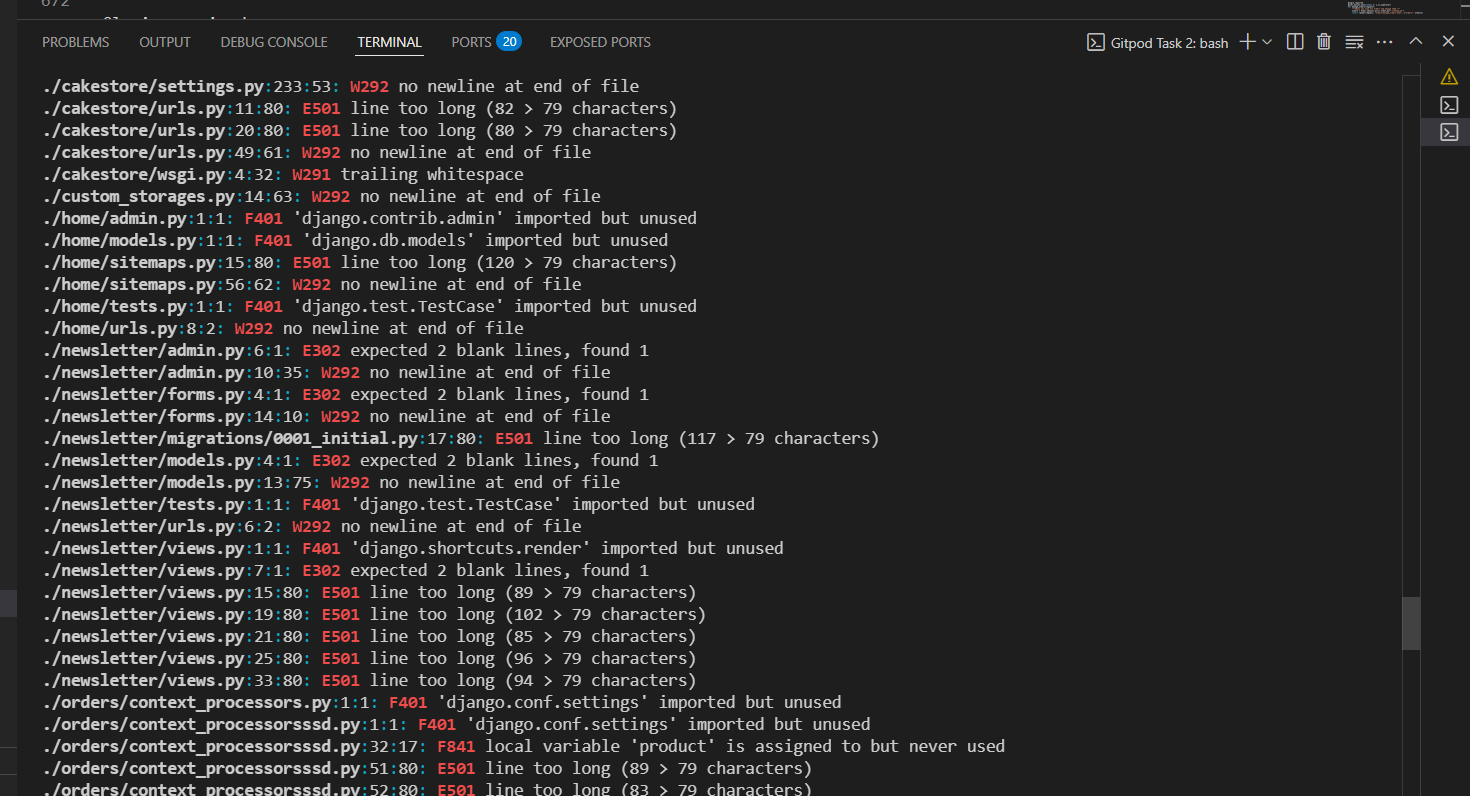 672
PROBLEMS OUTPUT DEBUG CONSOLE TERMINAL PORTS 20 EXPOSED PORTS Gitpod Task 2: bash
./cakestore/settings.py:233:53: W292 no newline at end of file
./cakestore/urls.py:11:80: E501 line too long (82 > 79 characters)
./cakestore/urls.py:20:80: E501 line too long (80 > 79 characters)
./cakestore/urls.py:49:61: W292 no newline at end of file
./cakestore/wsgi.py:4:32: W291 trailing whitespace
./custom_storages.py:14:63: W292 no newline at end of file
./home/admin.py:1:1: F401 'django.contrib.admin' imported but unused
./home/models.py:1:1: F401 'django.db.models' imported but unused
./home/sitemaps.py:15:80: E501 line too long (120 > 79 characters)
./home/sitemaps.py:56:62: W292 no newline at end of file
./home/tests.py:1:1: F401 'django.test.TestCase' imported but unused
./home/urls.py:8:2: W292 no newline at end of file
./newsletter/admin.py:6:1: E302 expected 2 blank lines, found 1
./newsletter/admin.py:10:35: W292 no newline at end of file
./newsletter/forms.py:4:1: E302 expected 2 blank lines, found 1
./newsletter/forms.py:14:10: W292 no newline at end of file
./newsletter/migrations/0001_initial.py:17:80: E501 line too long (117 > 79 characters)
./newsletter/models.py:4:1: E302 expected 2 blank lines, found 1
./newsletter/models.py:13:75: W292 no newline at end of file
./newsletter/tests.py:1:1: F401 'django.test.TestCase' imported but unused
./newsletter/urls.py:6:2: W292 no newline at end of file
./newsletter/views.py:1:1: F401 'django.shortcuts.render' imported but unused
./newsletter/views.py:7:1: E302 expected 2 blank lines, found 1
./newsletter/views.py:15:80: E501 line too long (89 > 79 characters)
./newsletter/views.py:19:80: E501 line too long (102 > 79 characters)
./newsletter/views.py:21:80: E501 line too long (85 > 79 characters)
./newsletter/views.py:25:80: E501 line too long (96 > 79 characters)
./newsletter/views.py:33:80: E501 line too long (94 > 79 characters)
./orders/context_processors.py:1:1: F401 'django.conf.settings' imported but unused
./orders/context_processorsssd.py:1:1: F401 'django.conf.settings' imported but unused
./orders/context_processorsssd.py:32:17: F841 local variable 'product' is assigned to but never used
./orders/context_processorsssd.py:51:80: E501 line too long (89 > 79 characters)
./orders/context_processorsssd.py:52:80: E501 line too long (83 > 79 characters)